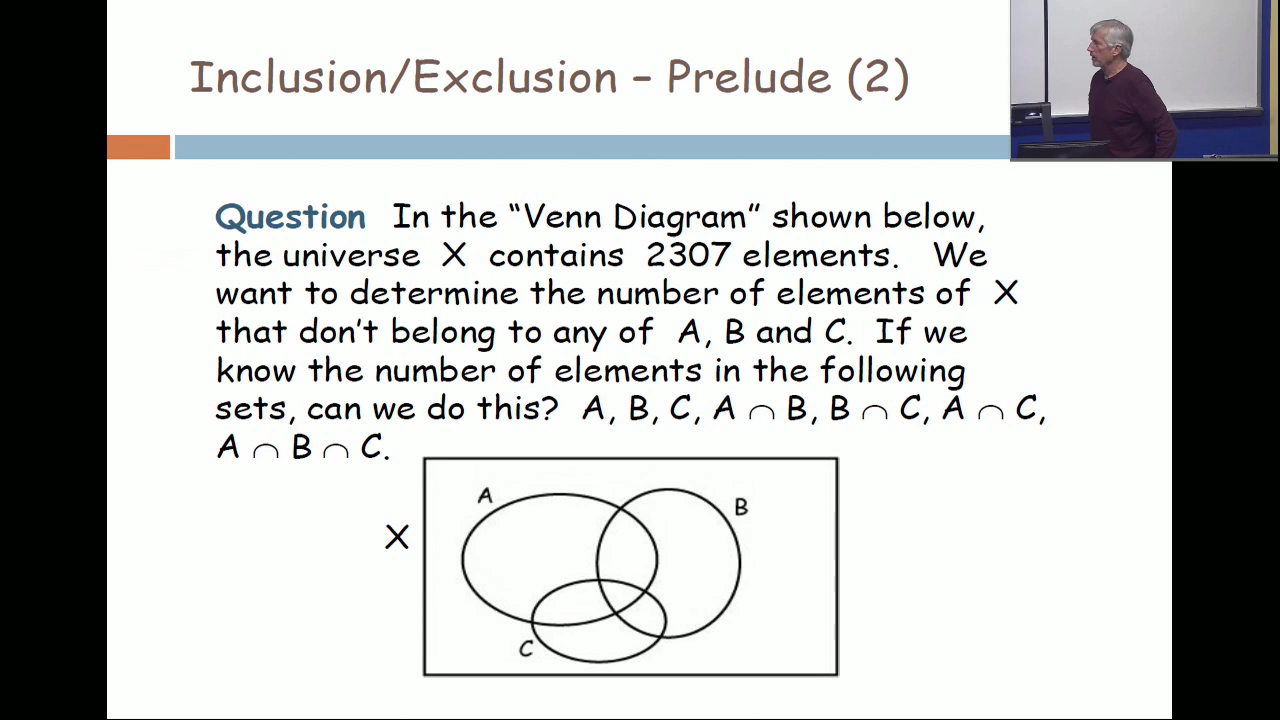 Inclusion/Exclusion – Prelude (2)
Question In the “Venn Diagram” shown below,
the universe X contains 2307 elements. We
want to determine the number of elements of X
that don’t belong to any of A, B and C. If we
know the number of elements in the following
sets, can we do this? A, B, C, A ∩ B, B ∩ C, A ∩ C,
A ∩ B ∩ C.
A
B
X
C